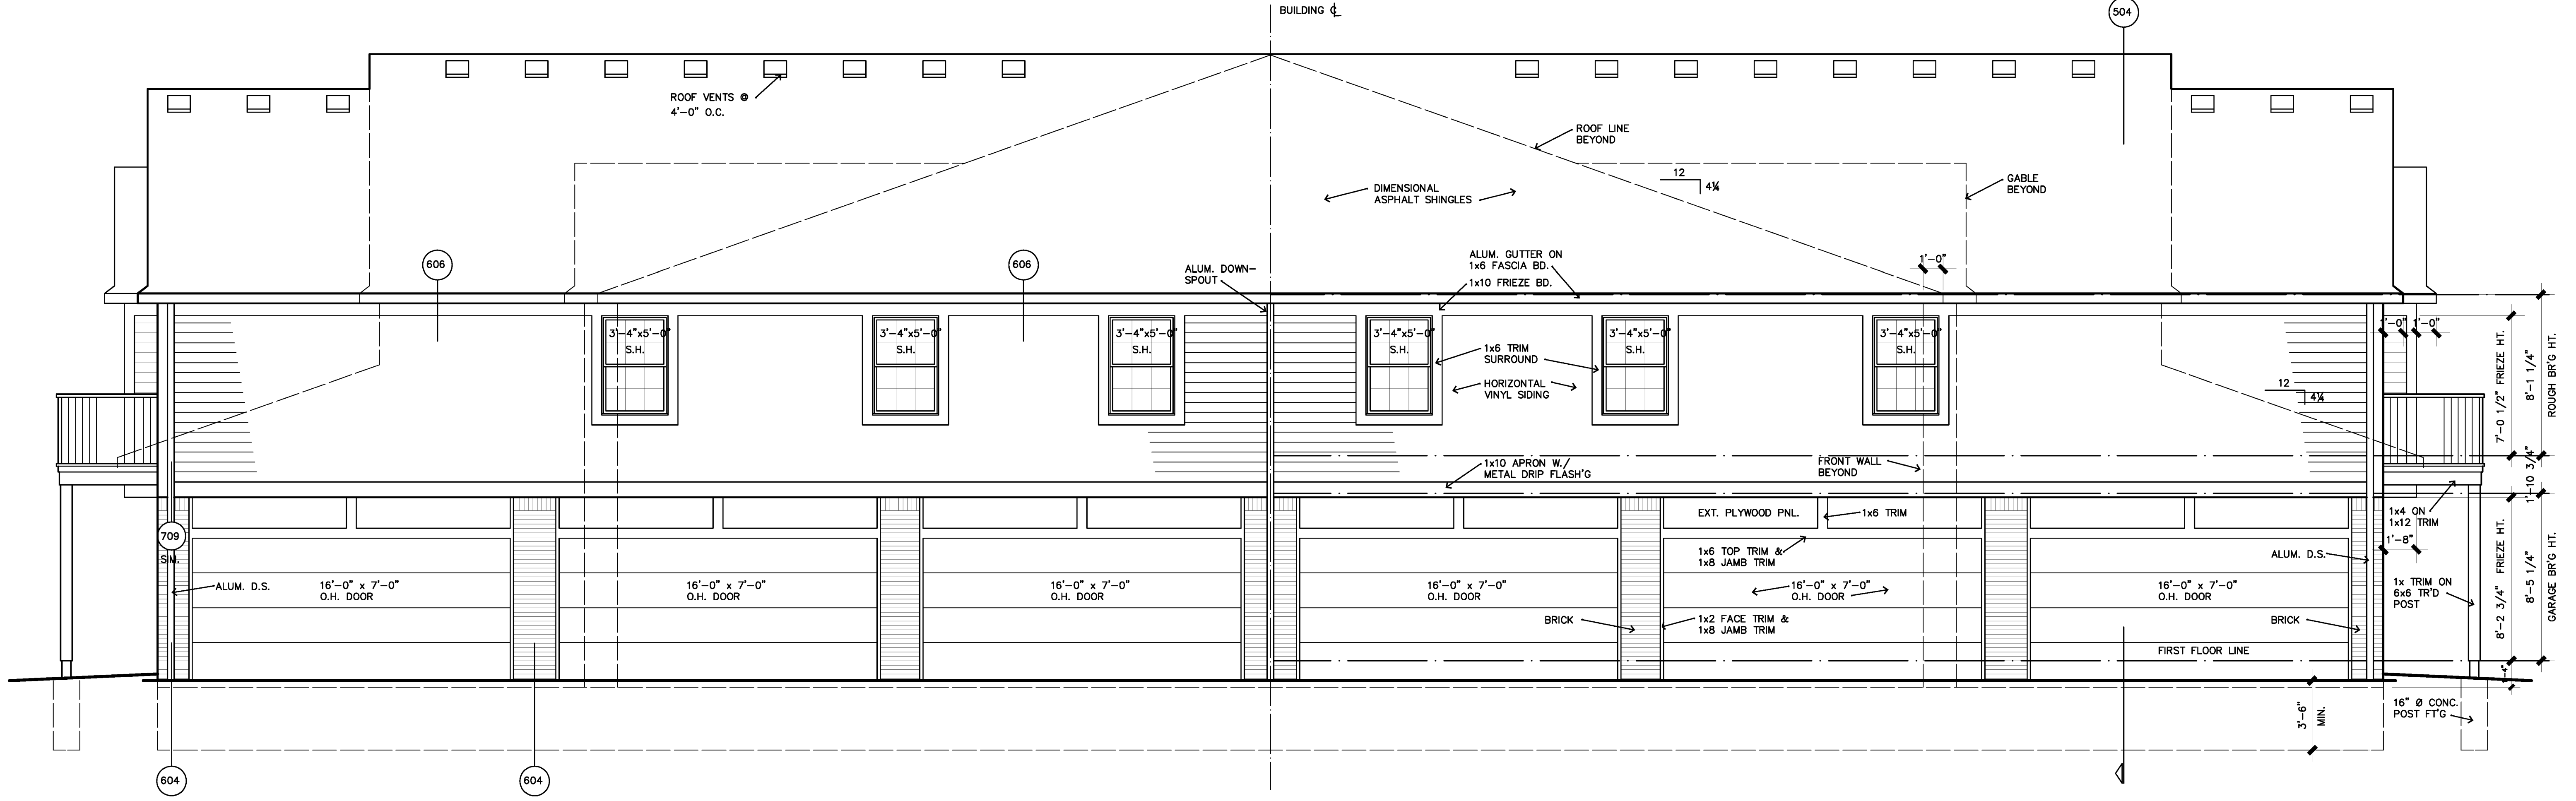 BUILDING ℄
504
ROOF VENTS @
4'-0" O.C.
ROOF LINE
BEYOND
12
4¼
DIMENSIONAL
ASPHALT SHINGLES
GABLE
BEYOND
606
606
ALUM. DOWN-
SPOUT
ALUM. GUTTER ON
1x6 FASCIA BD.
1x10 FRIEZE BD.
1'-0"
3'-4"x5'-0"
S.H.
3'-4"x5'-0"
S.H.
3'-4"x5'-0"
S.H.
3'-4"x5'-0"
S.H.
3'-4"x5'-0"
S.H.
3'-4"x5'-0"
S.H.
1'-0"
1'-0"
1x6 TRIM
SURROUND
HORIZONTAL
VINYL SIDING
12
4¼
7'-0 1/2" FRIEZE HT.
8'-1 1/4"
ROUGH BR'G HT.
1x10 APRON W./
METAL DRIP FLASH'G
FRONT WALL
BEYOND
1'-10 3/4"
EXT. PLYWOOD PNL.
1x6 TRIM
1x4 ON
1x12 TRIM
1'-8"
709
SIM.
1x6 TOP TRIM &
1x8 JAMB TRIM
ALUM. D.S.
ALUM. D.S.
16'-0" x 7'-0"
O.H. DOOR
16'-0" x 7'-0"
O.H. DOOR
16'-0" x 7'-0"
O.H. DOOR
16'-0" x 7'-0"
O.H. DOOR
16'-0" x 7'-0"
O.H. DOOR
16'-0" x 7'-0"
O.H. DOOR
1x TRIM ON
6x6 TR'D
POST
8'-2 3/4" FRIEZE HT.
8'-5 1/4"
GARAGE BR'G HT.
BRICK
1x2 FACE TRIM &
1x8 JAMB TRIM
BRICK
FIRST FLOOR LINE
3'-6"
MIN.
16" Ø CONC.
POST FT'G
604
604